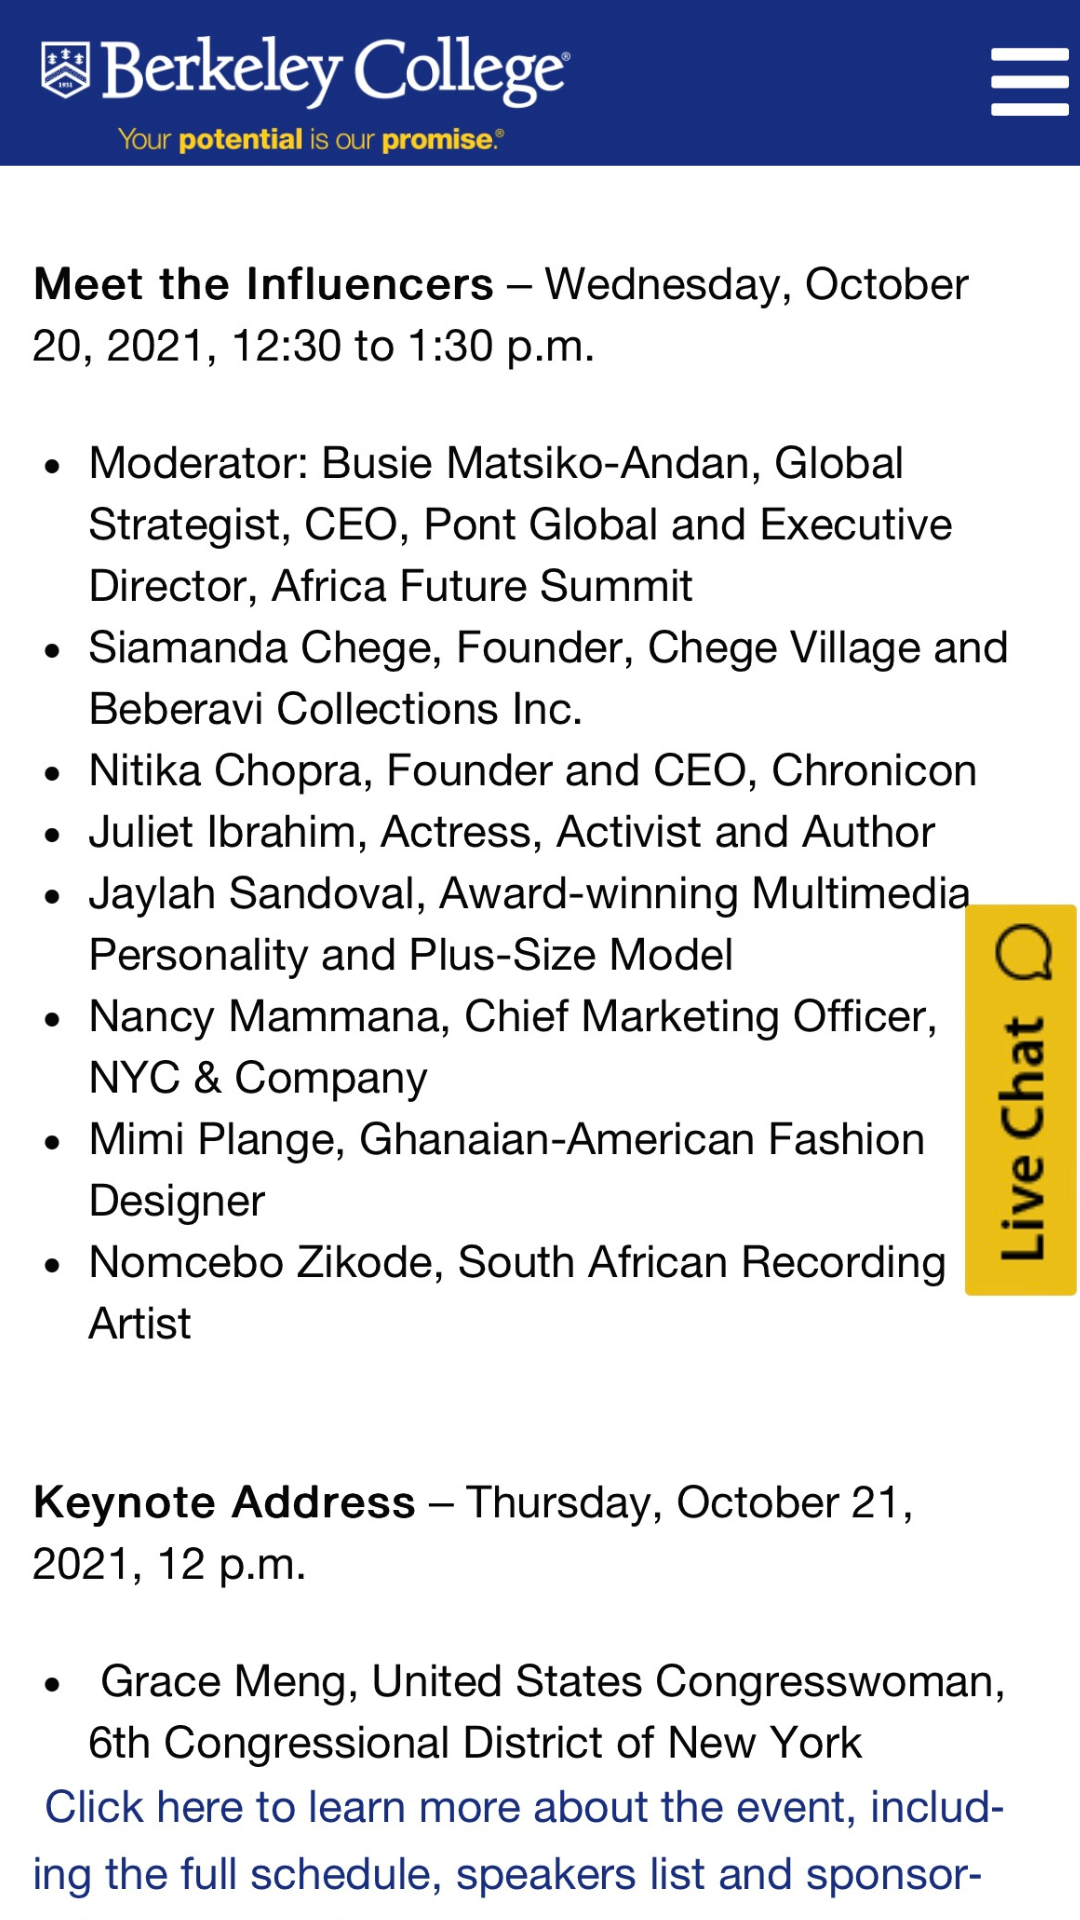 Berkeley College®
1931
Your potential is our promise.®
Meet the Influencers – Wednesday, October
20, 2021, 12:30 to 1:30 p.m.
• Moderator: Busie Matsiko-Andan, Global
Strategist, CEO, Pont Global and Executive
Director, Africa Future Summit
• Siamanda Chege, Founder, Chege Village and
Beberavi Collections Inc.
• Nitika Chopra, Founder and CEO, Chronicon
• Juliet Ibrahim, Actress, Activist and Author
• Jaylah Sandoval, Award-winning Multimedia
Personality and Plus-Size Model
• Nancy Mammana, Chief Marketing Officer,
NYC & Company
• Mimi Plange, Ghanaian-American Fashion
Designer
• Nomcebo Zikode, South African Recording
Artist
Live Chat
Keynote Address – Thursday, October 21,
2021, 12 p.m.
• Grace Meng, United States Congresswoman,
6th Congressional District of New York
Click here to learn more about the event, includ-
ing the full schedule, speakers list and sponsor-